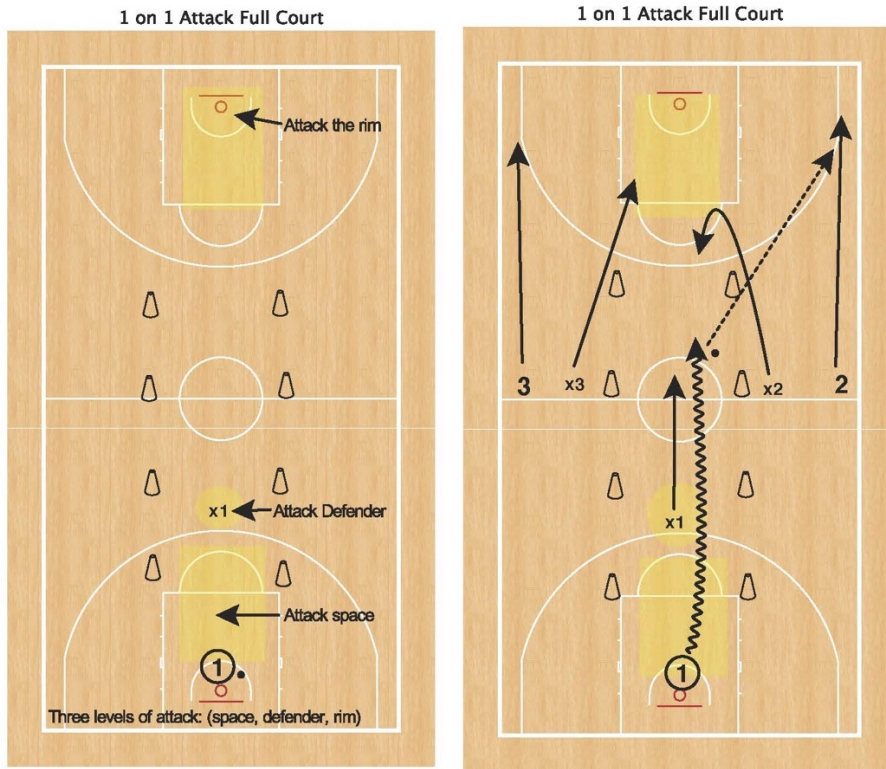 1 on 1 Attack Full Court
Attack the rim
x1
Attack Defender
Attack space
1
Three levels of attack: (space, defender, rim)
1 on 1 Attack Full Court
3
x3
x2
2
x1
1